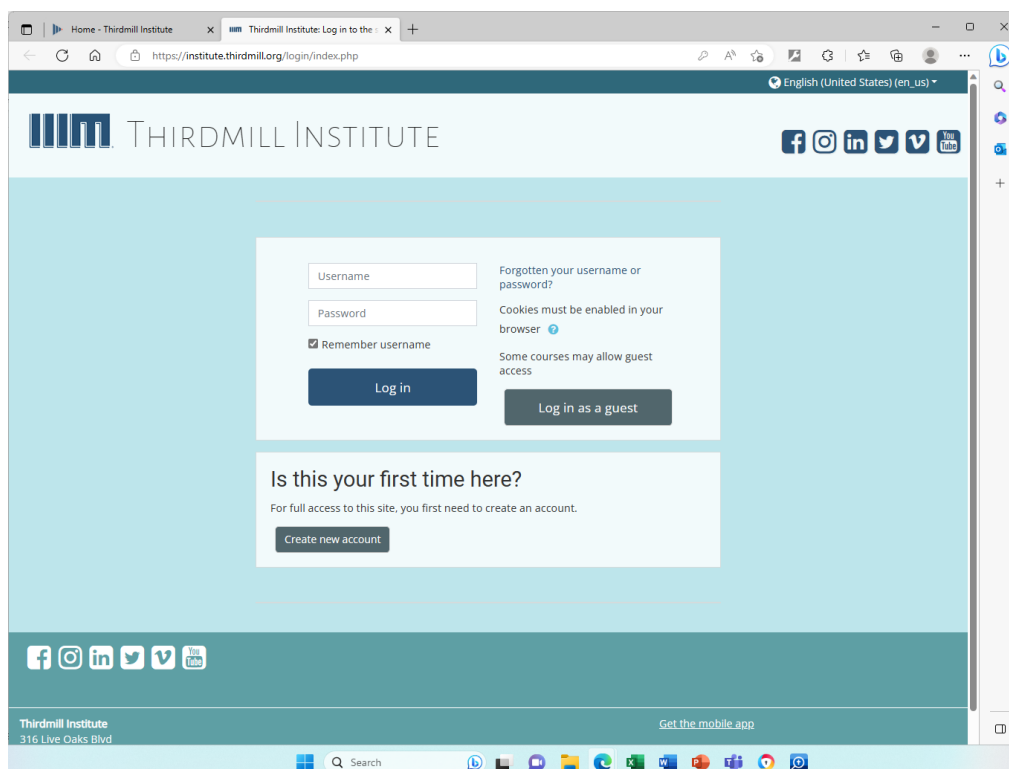 Home - Thirdmill Institute
Thirdmill Institute: Log in to the s
https://institute.thirdmill.org/login/index.php
English (United States) (en_us)
THIRDMILL INSTITUTE
You
Tube
Username
Forgotten your username or
password?
Password
Cookies must be enabled in your
browser
Remember username
Some courses may allow guest
access
Log in
Log in as a guest
Is this your first time here?
For full access to this site, you first need to create an account.
Create new account
You
Tube
Thirdmill Institute
Get the mobile app
316 Live Oaks Blvd
Search